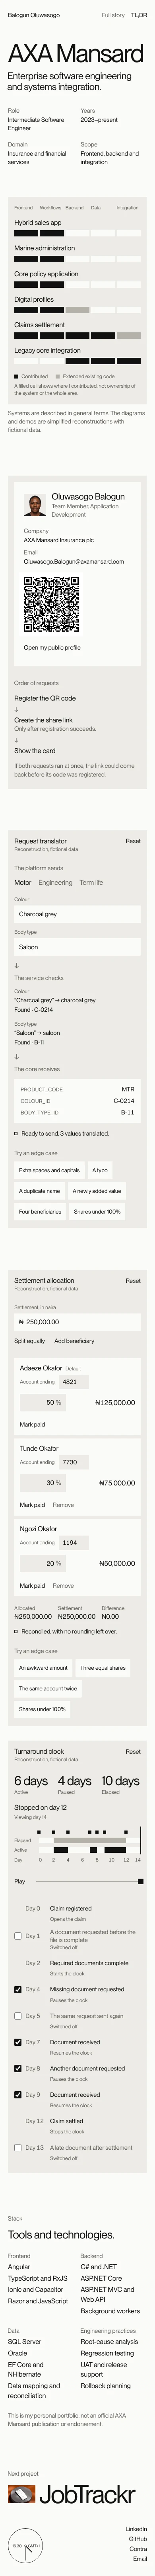 Balogun Oluwasogo
Full story TL;DR
AXA Mansard
Enterprise software engineering
and systems integration.
Role
Intermediate Software
Engineer
Years
2023–present
Domain
Insurance and financial
services
Scope
Frontend, backend and
integration
Frontend Workflows Backend Data Integration
Hybrid sales app
Marine administration
Core policy application
Digital profiles
Claims settlement
Legacy core integration
Contributed Extended existing code
A filled cell shows where I contributed, not ownership of
the system or the whole area.
Systems are described in general terms. The diagrams
and demos are simplified reconstructions with
fictional data.
Oluwasogo Balogun
Team Member, Application
Development
Company
AXA Mansard Insurance plc
Email
Oluwasogo.Balogun@axamansard.com
Open my public profile
Order of requests
Register the QR code
↓
Create the share link
Only after registration succeeds.
↓
Show the card
If both requests ran at once, the link could come
back before its code was registered.
Request translator
Reset
Reconstruction, fictional data
The platform sends
Motor Engineering Term life
Colour
Charcoal grey
Body type
Saloon
↓
The service checks
Colour
“Charcoal grey” → charcoal grey
Found · C-0214
Body type
“Saloon” → saloon
Found · B-11
↓
The core receives
PRODUCT_CODE MTR
COLOUR_ID C-0214
BODY_TYPE_ID B-11
Ready to send. 3 values translated.
Try an edge case
Extra spaces and capitals
A typo
A duplicate name
A newly added value
Four beneficiaries
Shares under 100%
Settlement allocation
Reset
Reconstruction, fictional data
Settlement, in naira
₦ 250,000.00
Split equally Add beneficiary
Adaeze Okafor Default
Account ending 4821
50 % ₦125,000.00
Mark paid
Tunde Okafor
Account ending 7730
30 % ₦75,000.00
Mark paid Remove
Ngozi Okafor
Account ending 1194
20 % ₦50,000.00
Mark paid Remove
Allocated Settlement Difference
₦250,000.00 ₦250,000.00 ₦0.00
Reconciled, with no rounding left over.
Try an edge case
An awkward amount
Three equal shares
The same account twice
Shares under 100%
Turnaround clock
Reset
Reconstruction, fictional data
6 days 4 days 10 days
Active Paused Elapsed
Stopped on day 12
Viewing day 14
Elapsed
Active
Day 0 2 4 6 8 10 12 14
Play
Day 0 Claim registered
Opens the claim
Day 1 A document requested before the
file is complete
Switched off
Day 2 Required documents complete
Starts the clock
Day 4 Missing document requested
Pauses the clock
Day 5 The same request sent again
Switched off
Day 7 Document received
Resumes the clock
Day 8 Another document requested
Pauses the clock
Day 9 Document received
Resumes the clock
Day 12 Claim settled
Stops the clock
Day 13 A late document after settlement
Switched off
Stack
Tools and technologies.
Frontend
Angular
TypeScript and RxJS
Ionic and Capacitor
Razor and JavaScript
Backend
C# and .NET
ASP.NET Core
ASP.NET MVC and
Web API
Background workers
Data
SQL Server
Oracle
EF Core and
NHibernate
Data mapping and
reconciliation
Engineering practices
Root-cause analysis
Regression testing
UAT and release
support
Rollback planning
This is my personal portfolio, not an official AXA
Mansard publication or endorsement.
Next project
JobTrackr
LinkedIn
GitHub
Contra
Email